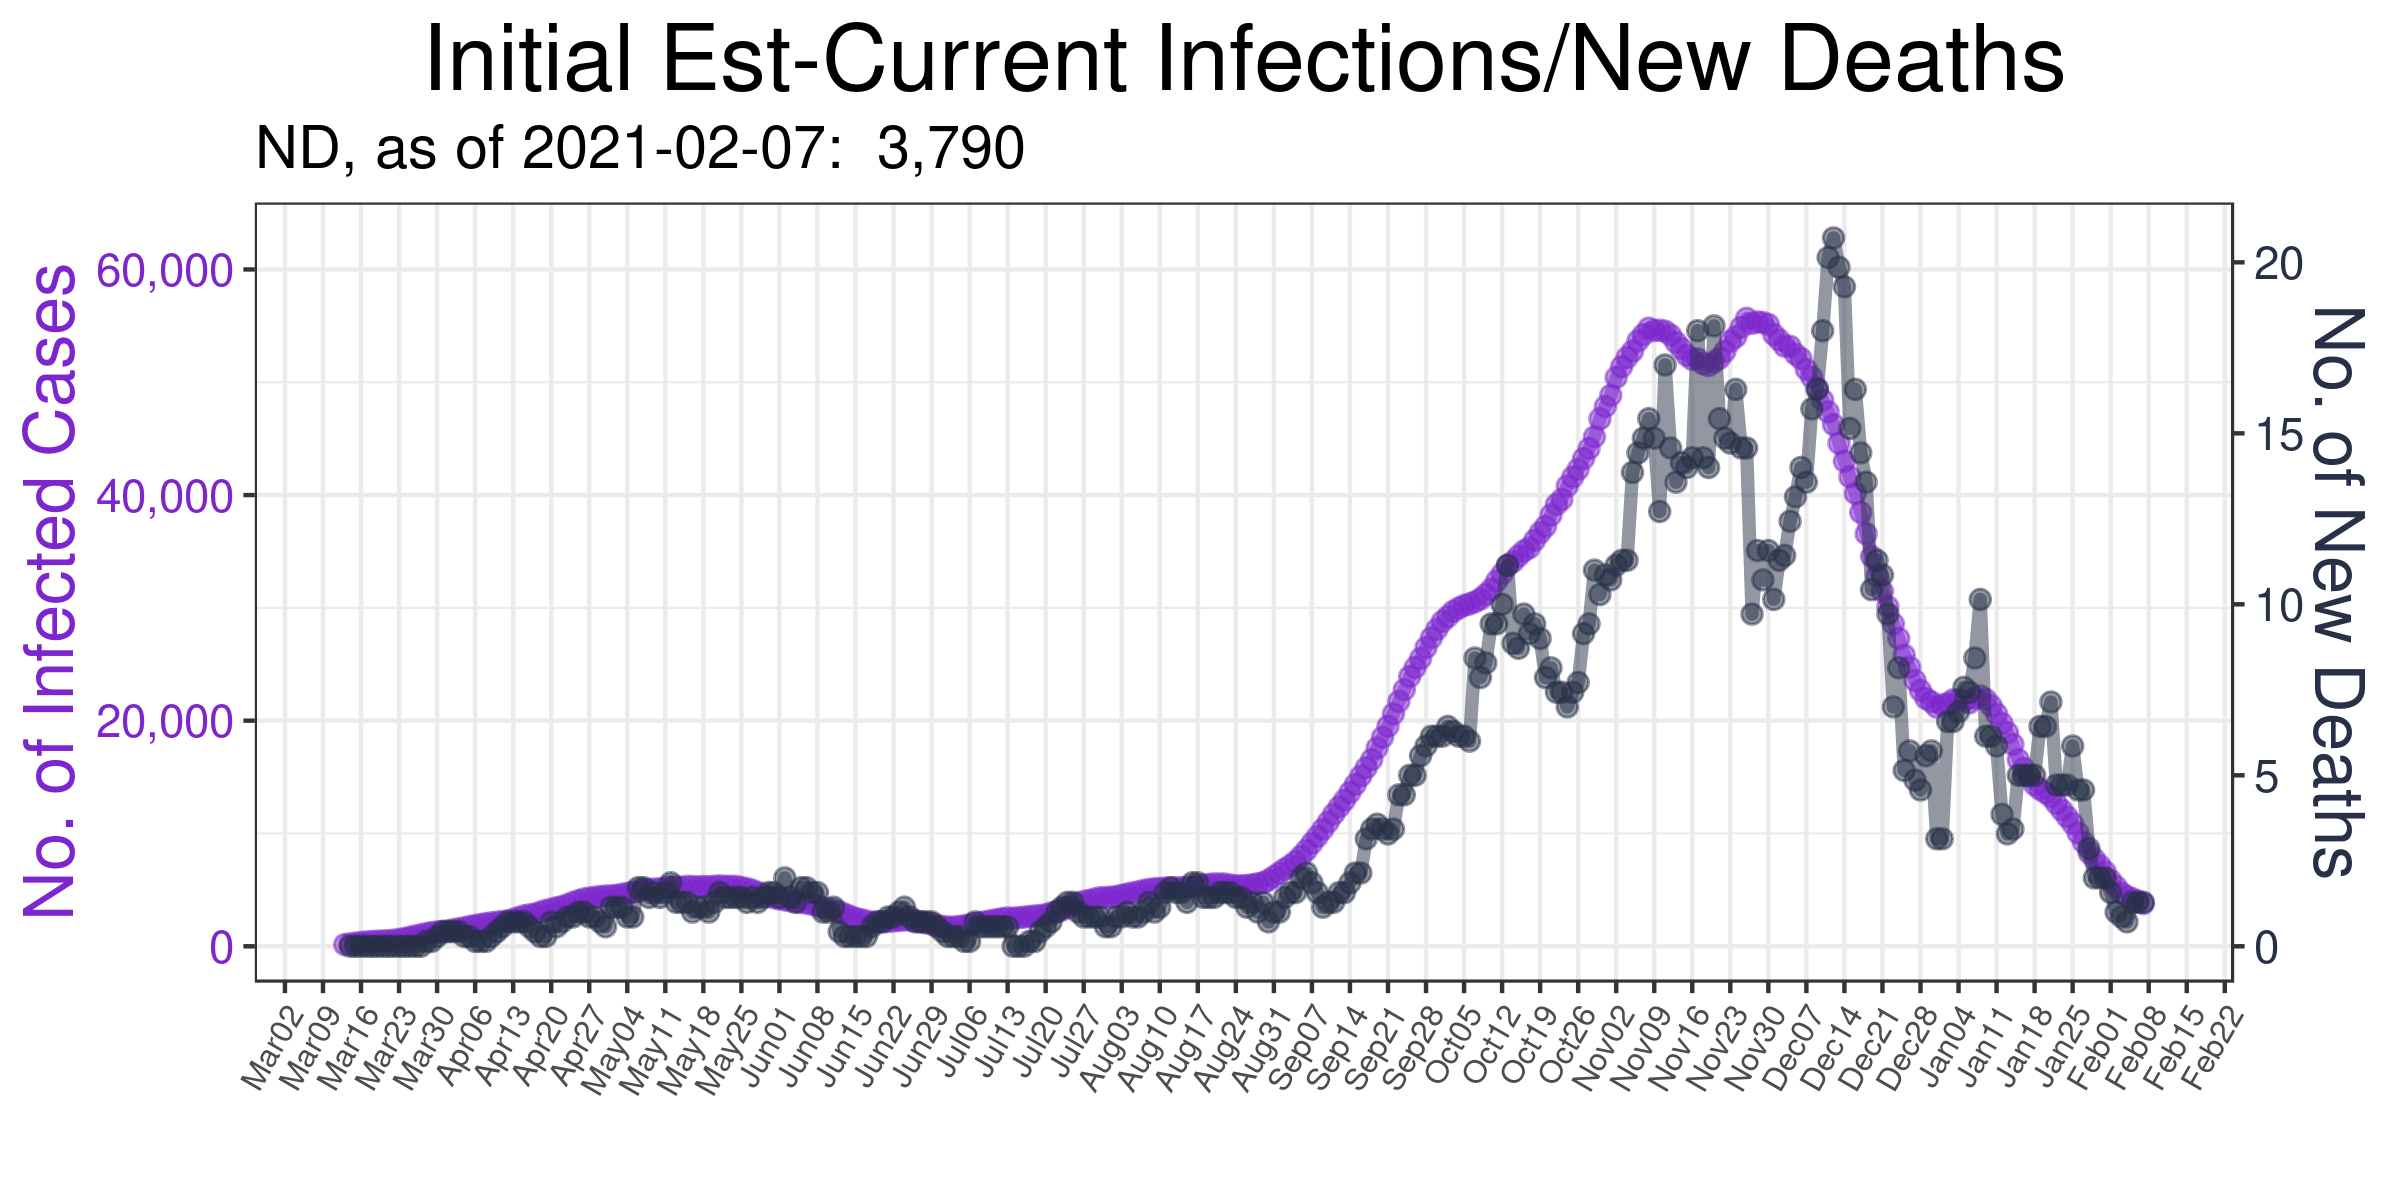 Initial Est-Current Infections/New Deaths
ND, as of 2021-02-07: 3,790
No. of Infected Cases
60,000
40,000
20,000
0
20
15
10
5
0
No. of New Deaths
Mar02
Mar09
Mar16
Mar23
Mar30
Apr06
Apr13
Apr20
Apr27
May04
May11
May18
May25
Jun01
Jun08
Jun15
Jun22
Jun29
Jul06
Jul13
Jul20
Jul27
Aug03
Aug10
Aug17
Aug24
Aug31
Sep07
Sep14
Sep21
Sep28
Oct05
Oct12
Oct19
Oct26
Nov02
Nov09
Nov16
Nov23
Nov30
Dec07
Dec14
Dec21
Dec28
Jan04
Jan11
Jan18
Jan25
Feb01
Feb08
Feb15
Feb22